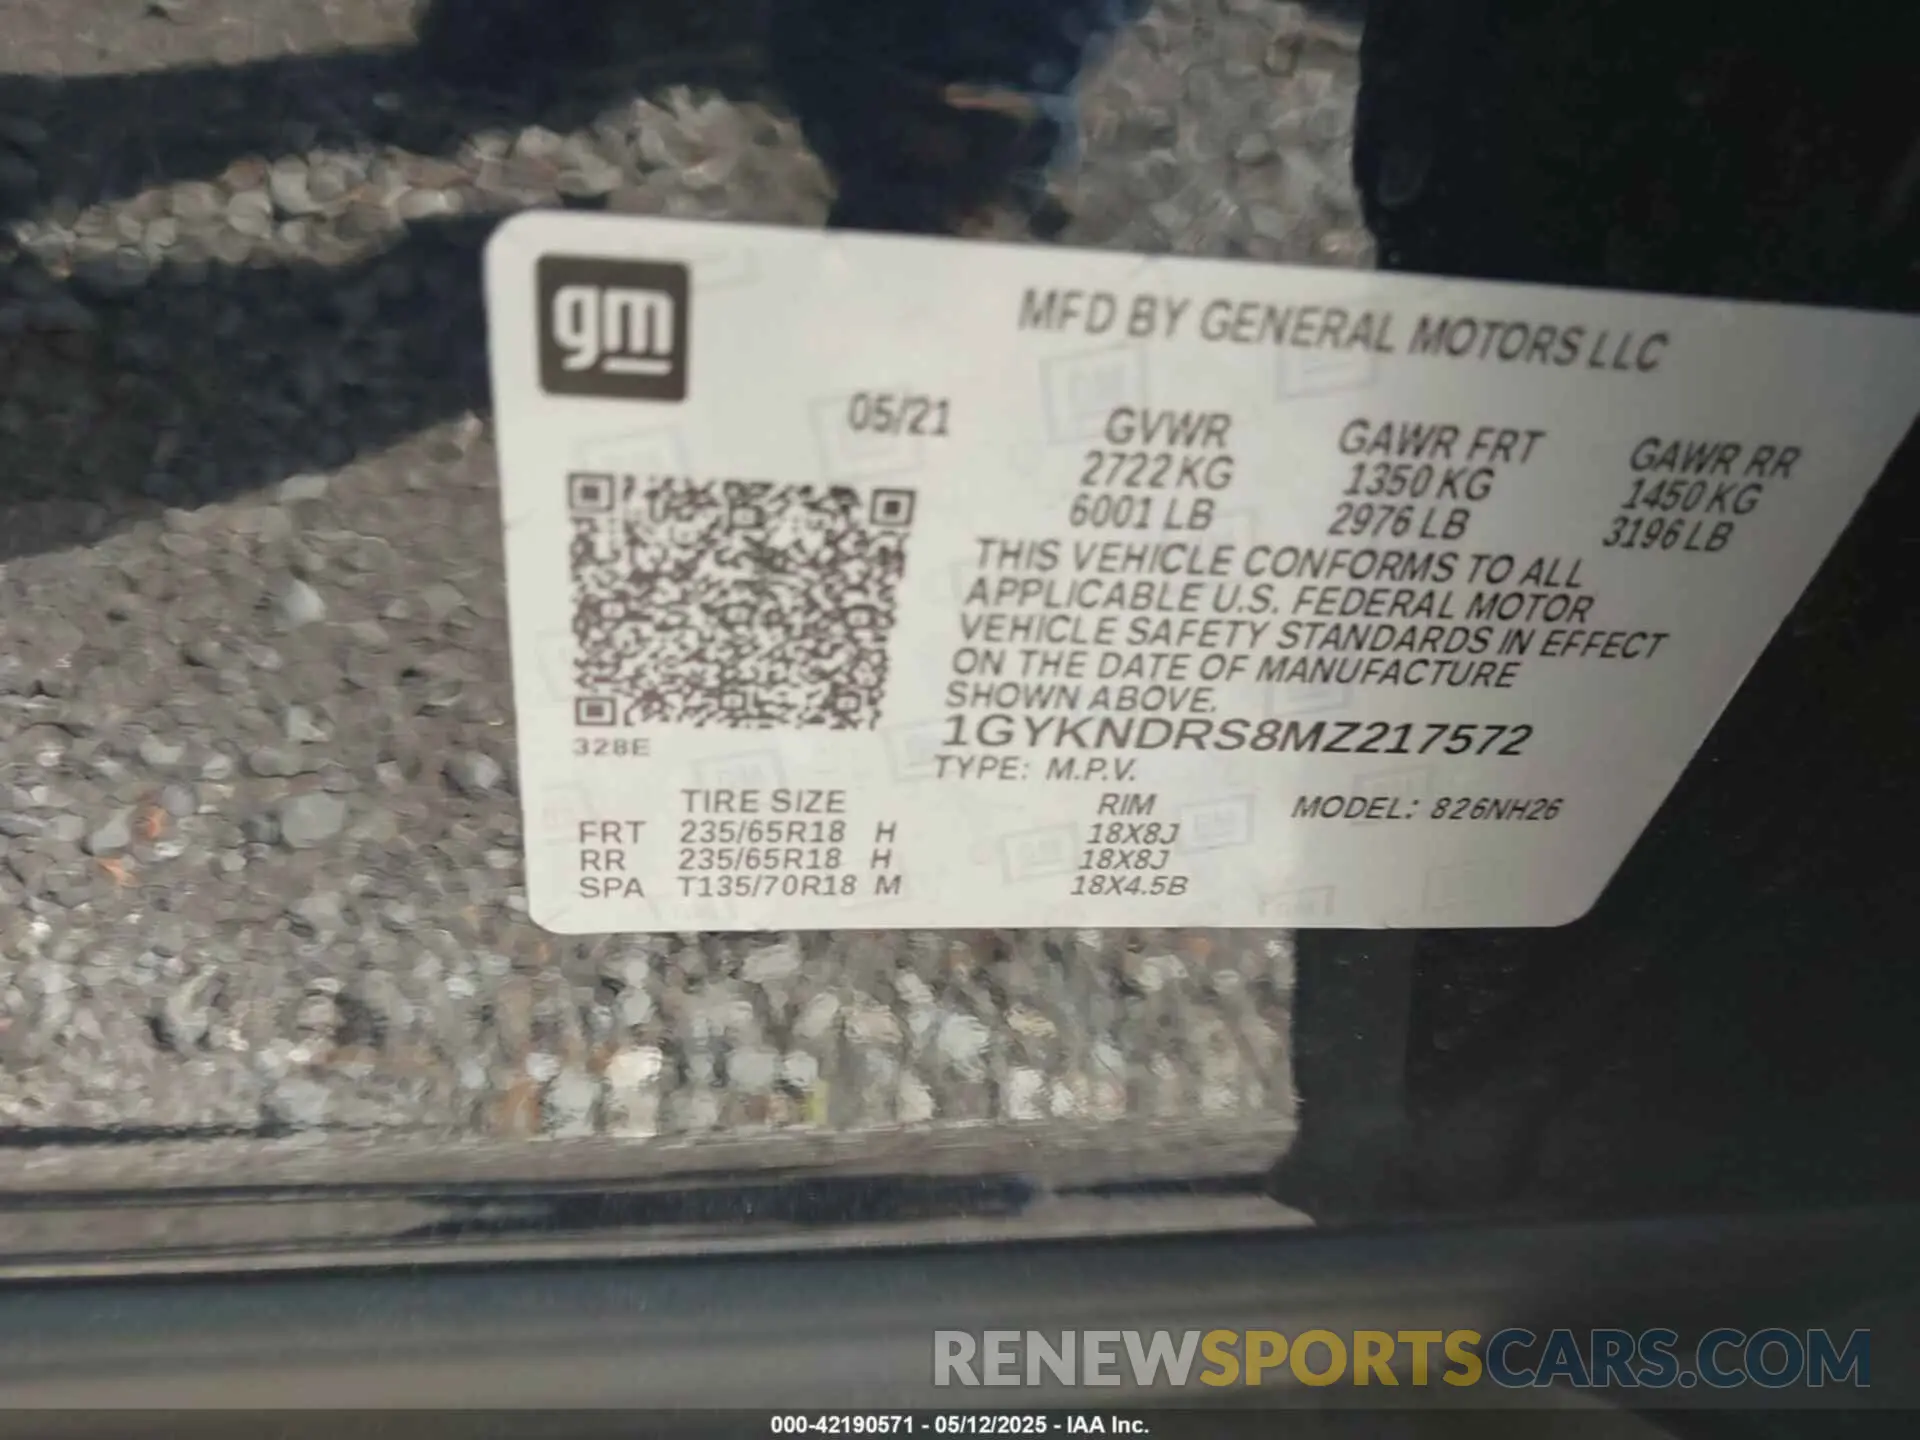 gm
MFD BY GENERAL MOTORS LLC
05/21
GVWR GAWR FRT GAWR RR
2722 KG 1350 KG 1450 KG
6001 LB 2976 LB 3196 LB
THIS VEHICLE CONFORMS TO ALL
APPLICABLE U.S. FEDERAL MOTOR
VEHICLE SAFETY STANDARDS IN EFFECT
ON THE DATE OF MANUFACTURE
SHOWN ABOVE.
1GYKNDRS8MZ217572
328E
TYPE: M.P.V.
TIRE SIZE RIM MODEL: 826NH26
FRT 235/65R18 H 18X8J
RR 235/65R18 H 18X8J
SPA T135/70R18 M 18X4.5B
RENEWSPORTSCARS.COM
000-42190571 - 05/12/2025 - IAA Inc.